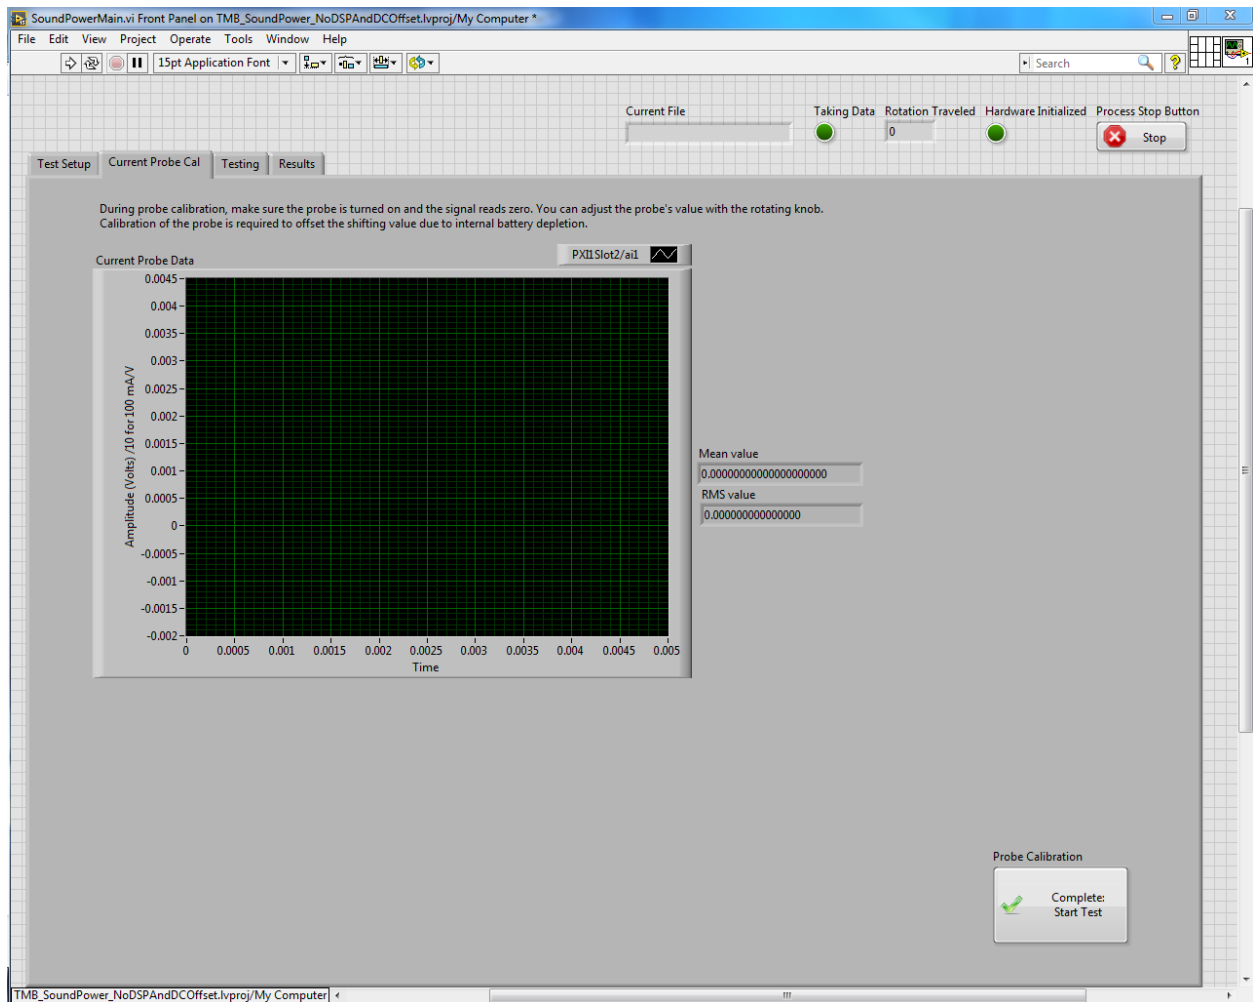 SoundPowerMain.vi Front Panel on TMB_SoundPower_NoDSPAndDCOffset.lvproj/My Computer *
File Edit View Project Operate Tools Window Help
15pt Application Font
Search
1
Current File
Taking Data
Rotation Traveled
Hardware Initialized
Process Stop Button
0
Stop
Test Setup
Current Probe Cal
Testing
Results
During probe calibration, make sure the probe is turned on and the signal reads zero. You can adjust the probe's value with the rotating knob.
Calibration of the probe is required to offset the shifting value due to internal battery depletion.
Current Probe Data
PXI1Slot2/ai1
Amplitude (Volts) /10 for 100 mA/V
0.0045
0.004
0.0035
0.003
0.0025
0.002
0.0015
0.001
0.0005
0
-0.0005
-0.001
-0.0015
-0.002
0 0.0005 0.001 0.0015 0.002 0.0025 0.003 0.0035 0.004 0.0045 0.005
Time
Mean value
0.00000000000000000000
RMS value
0.000000000000000
Probe Calibration
Complete:
Start Test
TMB_SoundPower_NoDSPAndDCOffset.lvproj/My Computer